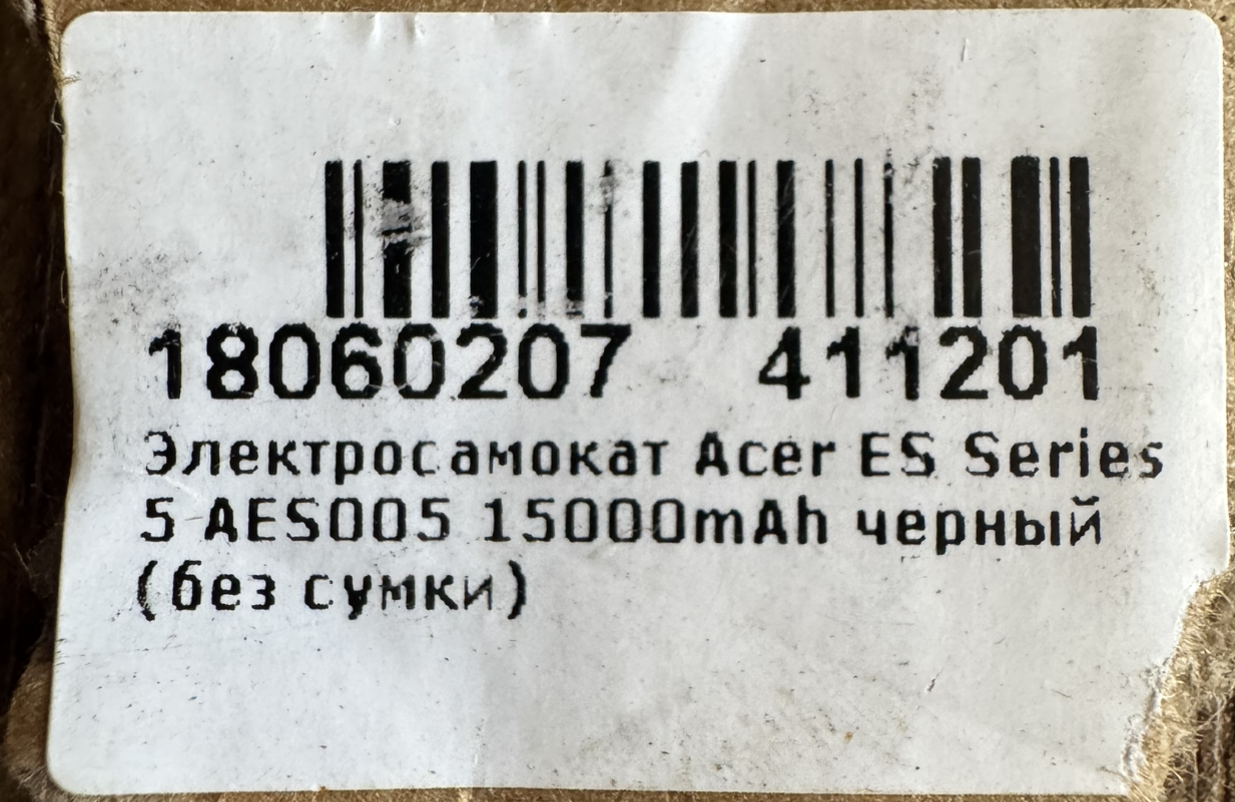 18060207 411201
Электросамокат Acer ES Series
5 AES005 15000mAh черный
(без сумки)